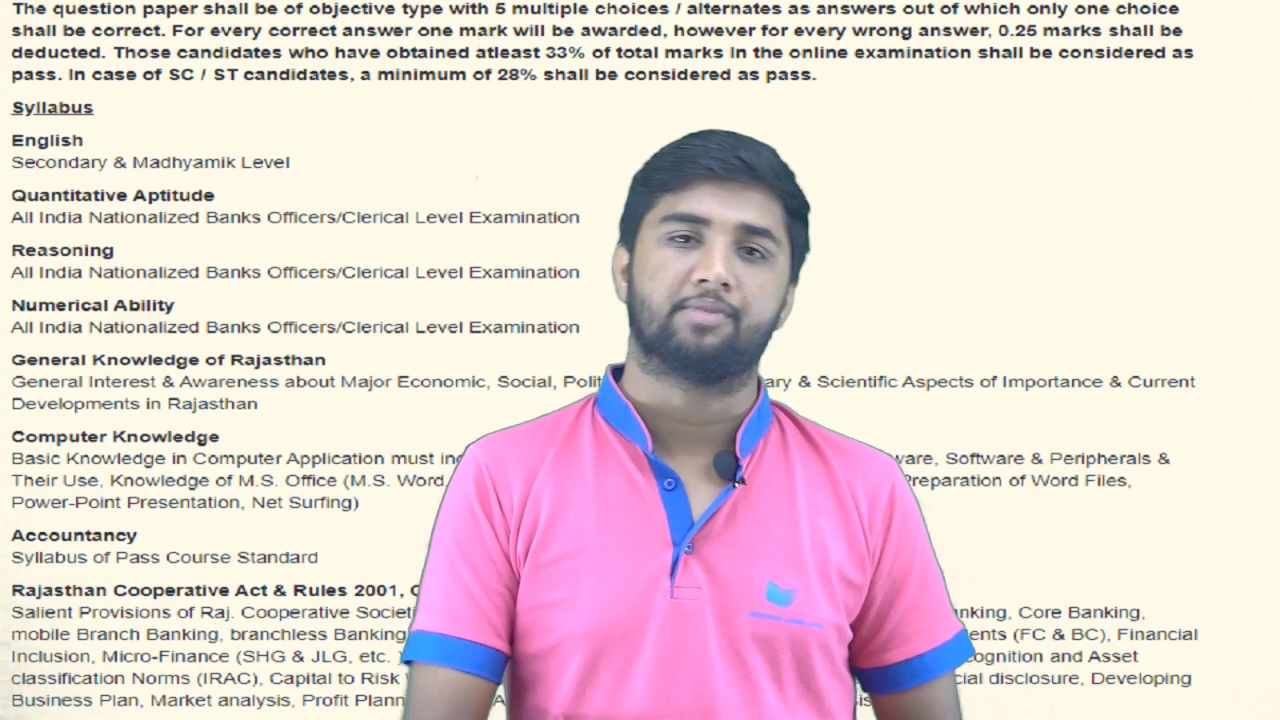 The question paper shall be of objective type with 5 multiple choices / alternates as answers out of which only one choice
shall be correct. For every correct answer one mark will be awarded, however for every wrong answer, 0.25 marks shall be
deducted. Those candidates who have obtained atleast 33% of total marks In the online examination shall be considered as
pass. In case of SC / ST candidates, a minimum of 28% shall be considered as pass.
Syllabus
English
Secondary & Madhyamik Level
Quantitative Aptitude
All India Nationalized Banks Officers/Clerical Level Examination
Reasoning
All India Nationalized Banks Officers/Clerical Level Examination
Numerical Ability
All India Nationalized Banks Officers/Clerical Level Examination
General Knowledge of Rajasthan
General Interest & Awareness about Major Economic, Social, & Scientific Aspects of Importance & Current
Developments in Rajasthan
Computer Knowledge
Basic Knowledge in Computer Application must Software & Peripherals &
Their Use, Knowledge of M.S. Office (M.S. Word Preparation of Word Files,
Power-Point Presentation, Net Surfing)
Accountancy
Syllabus of Pass Course Standard
Rajasthan Cooperative Act & Rules 2001,
Salient Provisions of Raj. Cooperative Core Banking,
mobile Branch Banking, branchless Banking (FC & BC), Financial
Inclusion, Micro-Finance (SHG & JLG, etc. ) and Asset
classification Norms (IRAC), Capital to Risk disclosure, Developing
Business Plan, Market analysis, Profit